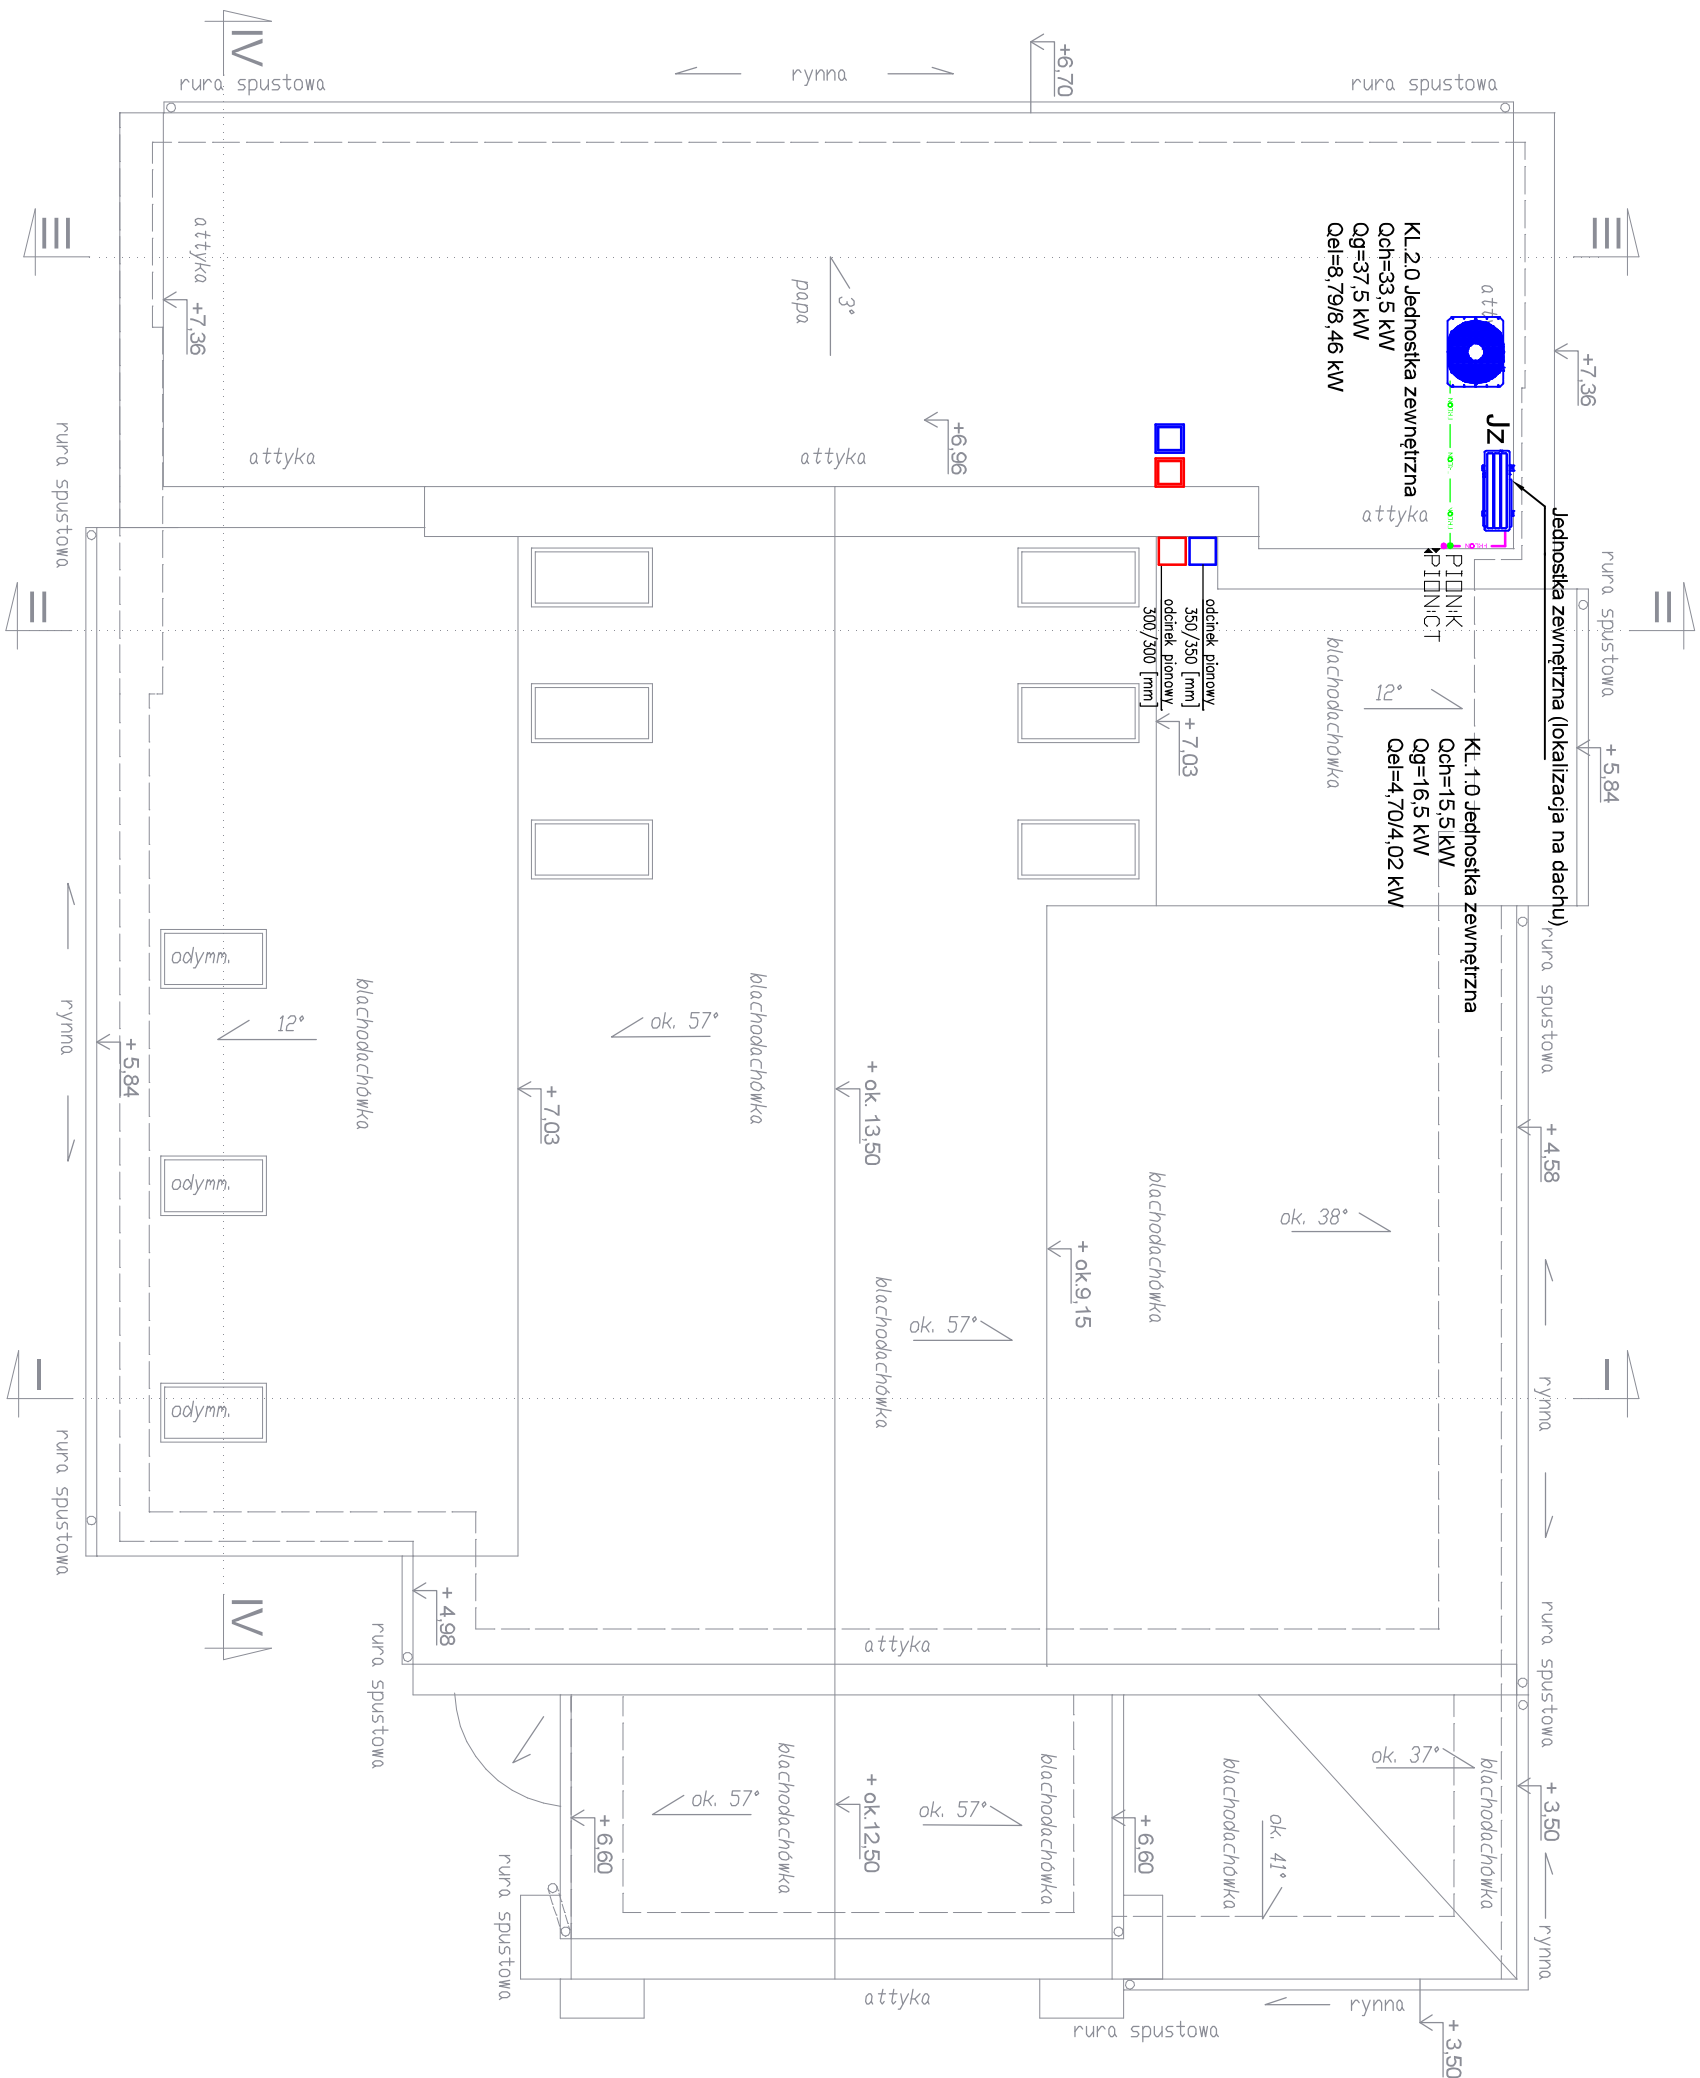 IV
rura spustowa
rynna
+6,70
rura spustowa
III
III
attyka
+7,36
3°
papa
KL.2.0 Jednostka zewnętrzna
Qch=33,5 kW
Qg=37,5 kW
Qel=8,79/8,46 kW
+7,36
Jz
rura spustowa
attyka
attyka
+6,96
attyka
Jednostka zewnętrzna (lokalizacja na dachu)
PION:K
PION:CT
rura spustowa
II
II
odcinek pionowy
350/350 [mm]
odcinek pionowy
300/300 [mm]
blachodachówka
12°
+ 7,03
+ 5,84
KL.1.0 Jednostka zewnętrzna
Qch=15,5 kW
Qg=16,5 kW
Qel=4,70/4,02 kW
rura spustowa
odymm.
blachodachówka
12°
ok. 57°
blachodachówka
rynna
+ 5,84
+ 7,03
+ ok. 13,50
+ 4,58
odymm.
blachodachówka
ok. 38°
+ ok.9,15
blachodachówka
ok. 57°
I
I
odymm.
rynna
rura spustowa
IV
+ 4,98
rura spustowa
attyka
rura spustowa
blachodachówka
ok. 57°
+ ok.12,50
ok. 57°
blachodachówka
+ 6,60
+ 6,60
blachodachówka
ok. 41°
ok. 37°
blachodachówka
+ 3,50
rynna
rura spustowa
attyka
rynna
rura spustowa
+ 3,50